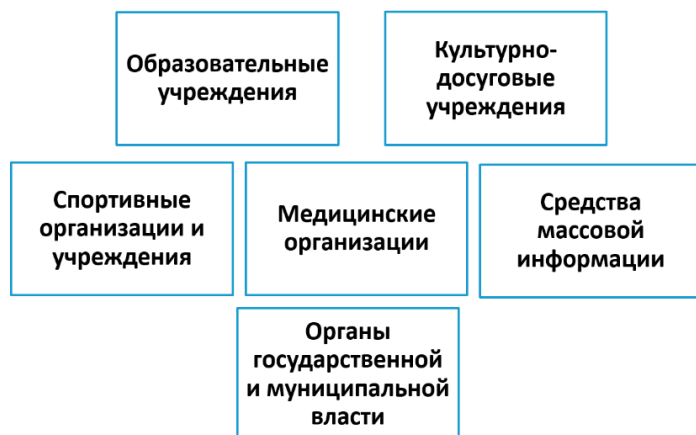 Образовательные
учреждения
Культурно-
досуговые
учреждения
Спортивные
организации и
учреждения
Медицинские
организации
Средства
массовой
информации
Органы
государственной
и муниципальной
власти